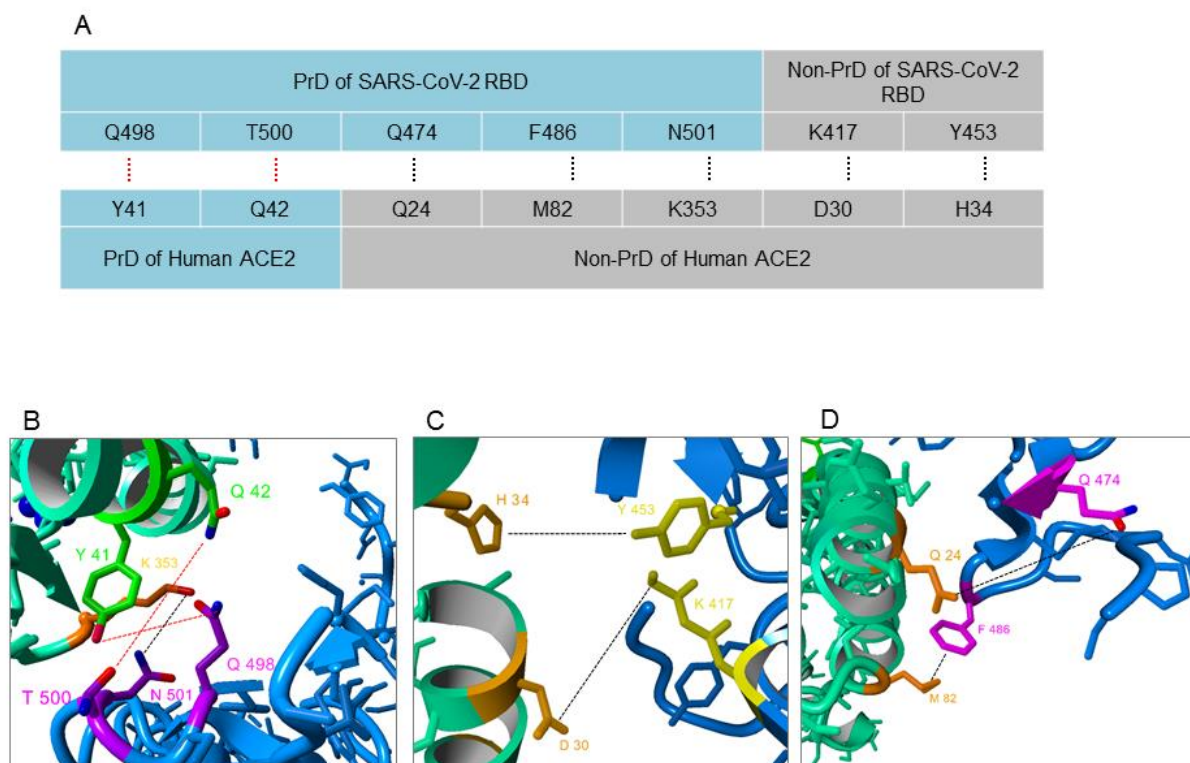 A
PrD of SARS-CoV-2 RBD
Non-PrD of SARS-CoV-2
RBD
Q498 T500 Q474 F486 N501 K417 Y453
Y41 Q42 Q24 M82 K353 D30 H34
PrD of Human ACE2
Non-PrD of Human ACE2
B
Q 42
Y 41
K 353
Q 498
T 500
N 501
C
H 34
Y 453
K 417
D 30
D
Q 474
Q 24
F 486
M 82